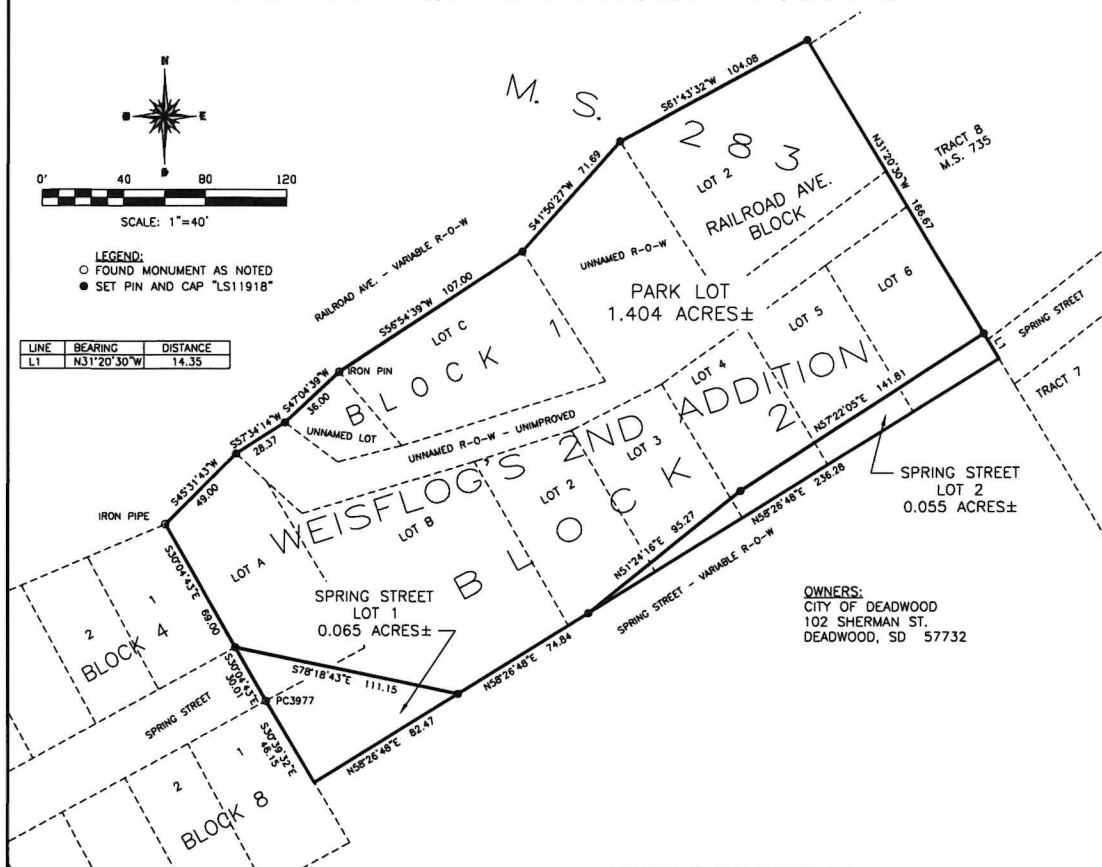 M. S.
283
N
E
0' 40 80 120
SCALE: 1"=40'
LEGEND:
○ FOUND MONUMENT AS NOTED
● SET PIN AND CAP "LS11918"
LINE BEARING DISTANCE
L1 N31°20'30"W 14.35
S61°43'32"W 104.08
S41°50'27"W 71.69
LOT 2
RAILROAD AVE.
BLOCK
TRACT 8
M.S. 735
N31°20'30"W 166.67
RAILROAD AVE. - VARIABLE R-O-W
UNNAMED R-O-W
S56°54'39"W 107.00
LOT C
BLOCK 1
PARK LOT
1.404 ACRES±
LOT 6
LOT 5
LOT 4
LOT 3
LOT 2
IRON PIN
S47°04'39"W
36.00
UNNAMED LOT
UNNAMED R-O-W - UNIMPROVED
S57°34'14"W
28.37
S45°31'43"W
49.00
WEISFLOG'S 2ND ADDITION
BLOCK 2
LOT B
LOT A
IRON PIPE
L1
SPRING STREET
TRACT 7
N57°22'05"E 141.81
SPRING STREET
LOT 2
0.055 ACRES±
N58°26'48"E 236.28
N51°24'16"E 95.27
SPRING STREET - VARIABLE R-O-W
S30°04'43"E 69.00
1
2
BLOCK 4
SPRING STREET
LOT 1
0.065 ACRES±
S78°18'43"E 111.15
N58°26'48"E 74.84
OWNERS:
CITY OF DEADWOOD
102 SHERMAN ST.
DEADWOOD, SD 57732
S30°04'43"E
30.01
PC3977
SPRING STREET
S30°39'32"E
46.15
N58°26'48"E 82.47
1
2
BLOCK 8